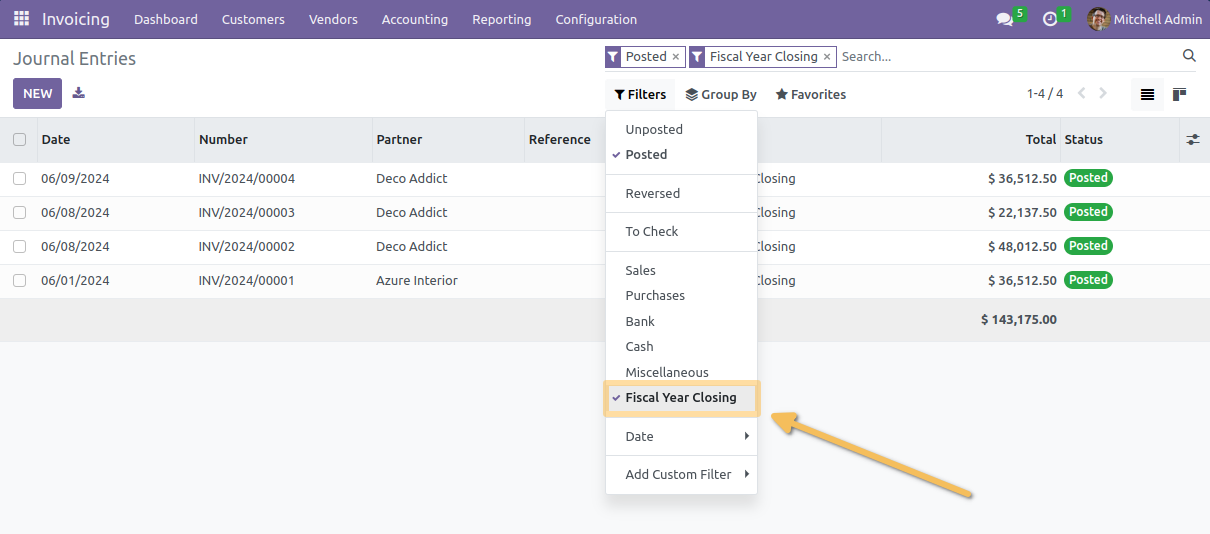 Invoicing Dashboard Customers Vendors Accounting Reporting Configuration 5 1 Mitchell Admin
Journal Entries Posted × Fiscal Year Closing × Search...
NEW Filters Group By Favorites 1-4 / 4
Date Number Partner Reference Total Status
06/09/2024 INV/2024/00004 Deco Addict Closing $ 36,512.50 Posted
06/08/2024 INV/2024/00003 Deco Addict Closing $ 22,137.50 Posted
06/08/2024 INV/2024/00002 Deco Addict Closing $ 48,012.50 Posted
06/01/2024 INV/2024/00001 Azure Interior Closing $ 36,512.50 Posted
$ 143,175.00
Unposted
Posted
Reversed
To Check
Sales
Purchases
Bank
Cash
Miscellaneous
Fiscal Year Closing
Date
Add Custom Filter